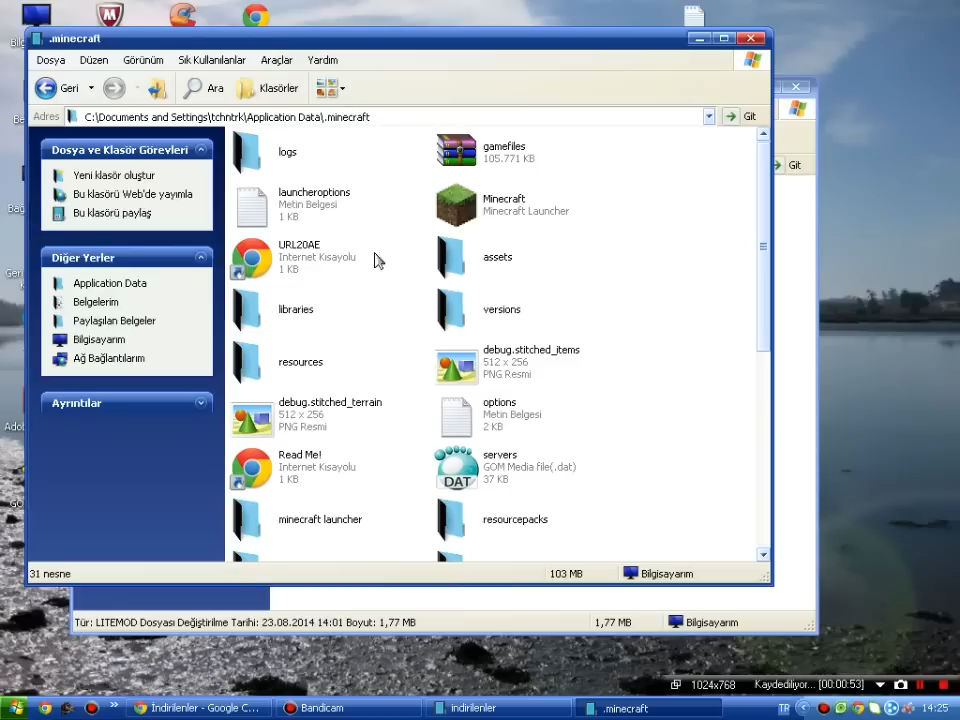 .minecraft
Dosya Düzen Görünüm Sık Kullanılanlar Araçlar Yardım
Geri Ara Klasörler
Adres C:\Documents and Settings\tchntrk\Application Data\.minecraft Git
Git
Dosya ve Klasör Görevleri
Yeni klasör oluştur
Bu klasörü Web'de yayımla
Bu klasörü paylaş
Diğer Yerler
Application Data
Belgelerim
Paylaşılan Belgeler
Bilgisayarım
Ağ Bağlantılarım
Ayrıntılar
logs
gamefiles
105.771 KB
launcheroptions
Metin Belgesi
1 KB
Minecraft
Minecraft Launcher
URL20AE
Internet Kısayolu
1 KB
assets
libraries
versions
resources
debug.stitched_items
512 x 256
PNG Resmi
debug.stitched_terrain
512 x 256
PNG Resmi
options
Metin Belgesi
2 KB
Read Me!
Internet Kısayolu
1 KB
servers
GOM Media file(.dat)
37 KB
DAT
minecraft launcher
resourcepacks
31 nesne 103 MB Bilgisayarım
Tür: LITEMOD Dosyası Değiştirilme Tarihi: 23.08.2014 14:01 Boyut: 1,77 MB 1,77 MB Bilgisayarım
1024x768 Kaydediliyor... [00:00:53]
İndirilenler - Google C... Bandicam indirilenler .minecraft TR 14:25